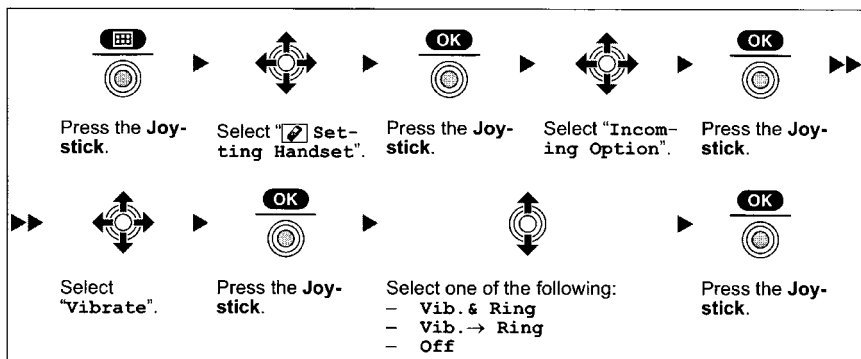 OK
OK
Press the Joy-
stick.
Select “Set-
ting Handset”.
Press the Joy-
stick.
Select “Incom-
ing Option”.
Press the Joy-
stick.
OK
OK
Select
“Vibrate”.
Press the Joy-
stick.
Select one of the following:
– Vib.& Ring
– Vib.→ Ring
– Off
Press the Joy-
stick.